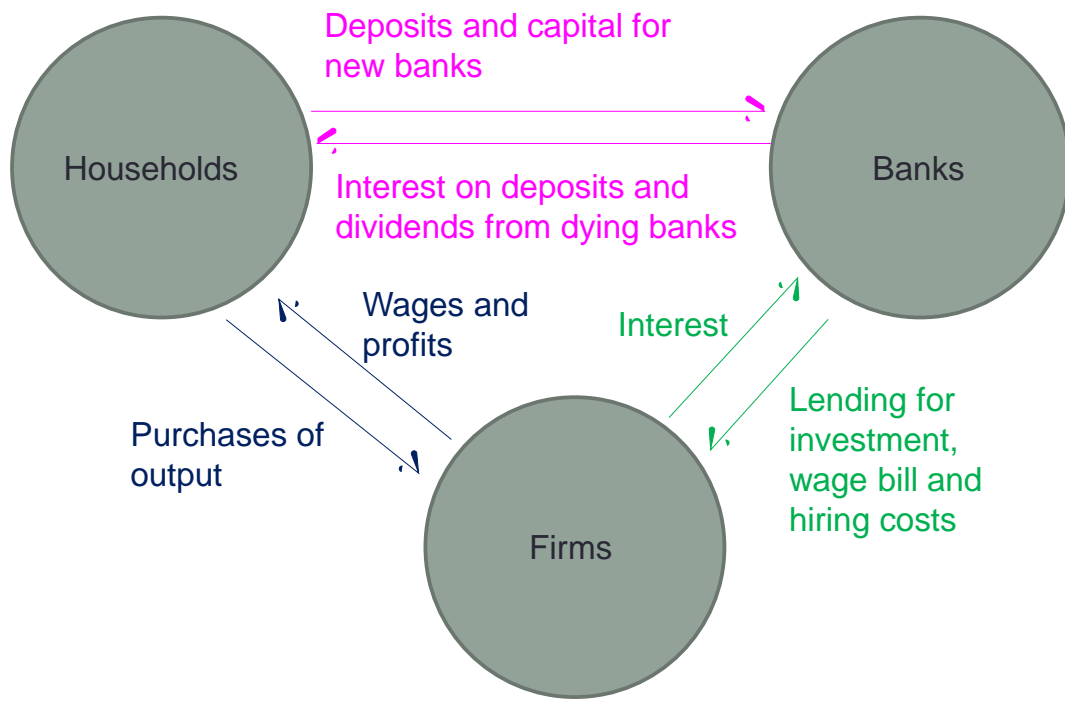 Deposits and capital for
new banks
Households
Banks
Interest on deposits and
dividends from dying banks
Wages and
profits
Interest
Purchases of
output
Lending for
investment,
wage bill and
hiring costs
Firms